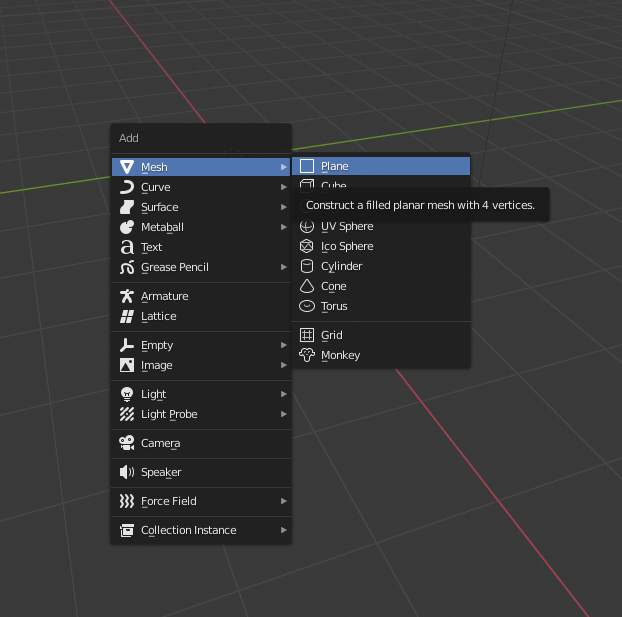 Add
Mesh
Curve
Surface
Metaball
Text
Grease Pencil
Armature
Lattice
Empty
Image
Light
Light Probe
Camera
Speaker
Force Field
Collection Instance
Plane
Cube
Construct a filled planar mesh with 4 vertices.
UV Sphere
Ico Sphere
Cylinder
Cone
Torus
Grid
Monkey